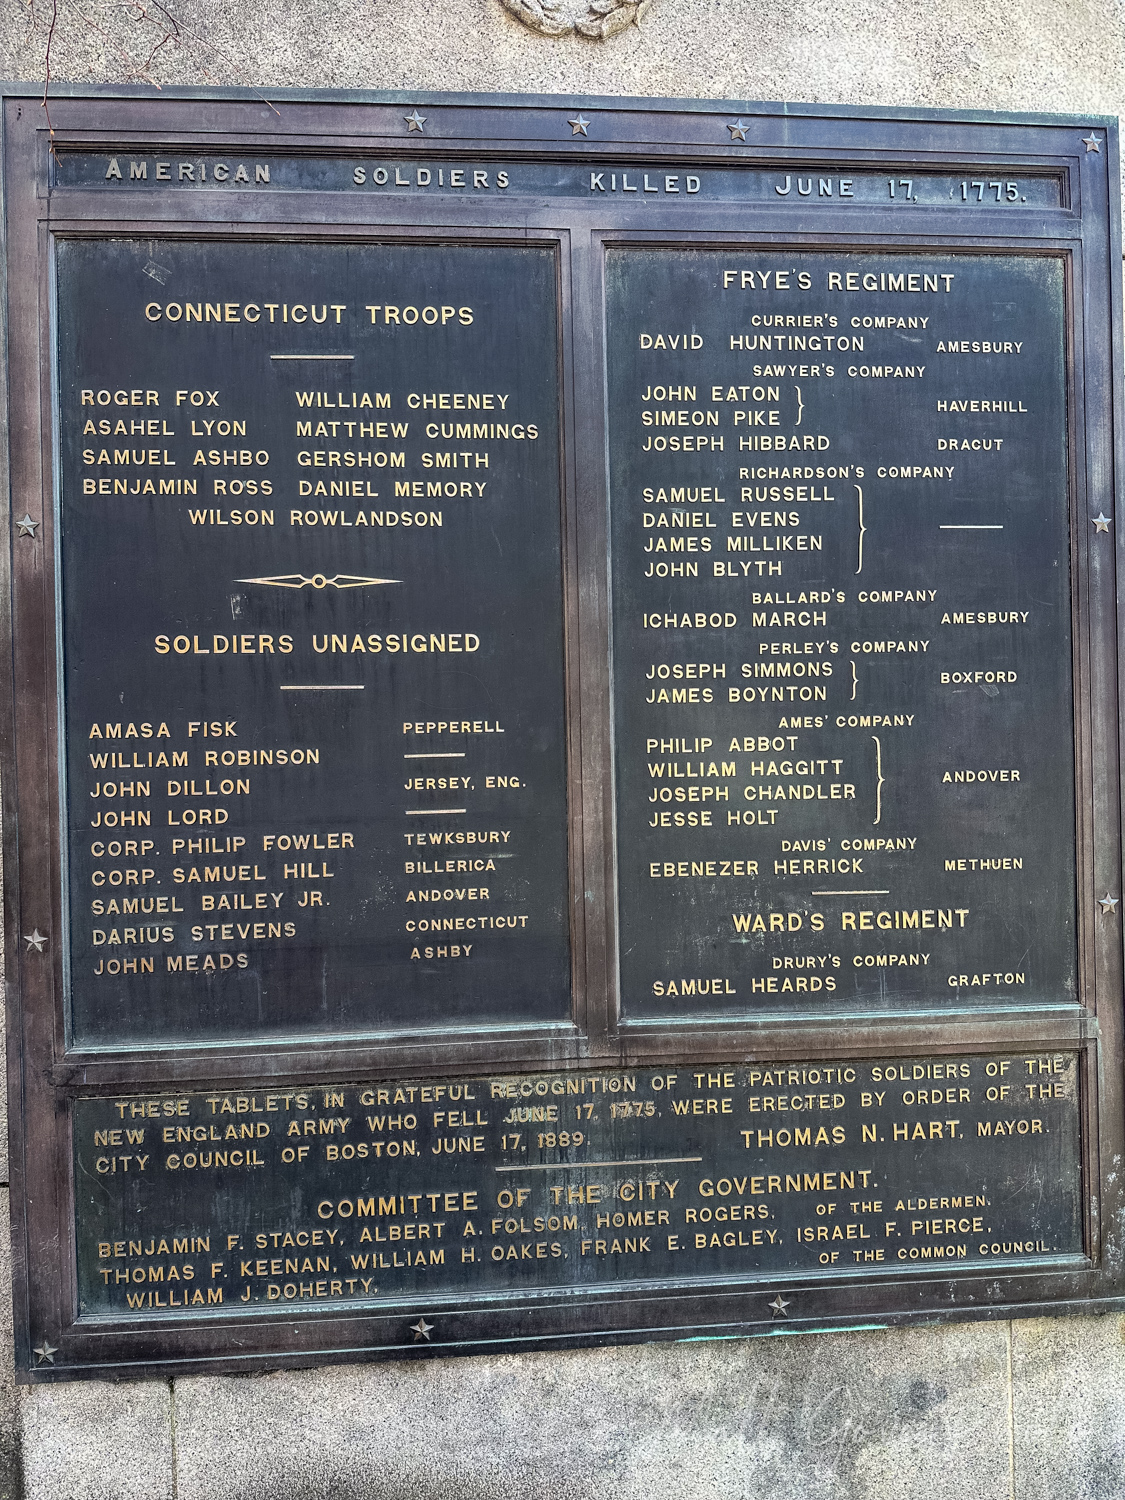 AMERICAN SOLDIERS KILLED JUNE 17, 1775.
CONNECTICUT TROOPS
ROGER FOX WILLIAM CHEENEY
ASAHEL LYON MATTHEW CUMMINGS
SAMUEL ASHBO GERSHOM SMITH
BENJAMIN ROSS DANIEL MEMORY
WILSON ROWLANDSON
SOLDIERS UNASSIGNED
AMASA FISK PEPPERELL
WILLIAM ROBINSON
JOHN DILLON JERSEY, ENG.
JOHN LORD
CORP. PHILIP FOWLER TEWKSBURY
CORP. SAMUEL HILL BILLERICA
SAMUEL BAILEY JR. ANDOVER
DARIUS STEVENS CONNECTICUT
JOHN MEADS ASHBY
FRYE'S REGIMENT
CURRIER'S COMPANY
DAVID HUNTINGTON AMESBURY
SAWYER'S COMPANY
JOHN EATON
SIMEON PIKE HAVERHILL
JOSEPH HIBBARD DRACUT
RICHARDSON'S COMPANY
SAMUEL RUSSELL
DANIEL EVENS
JAMES MILLIKEN
JOHN BLYTH
BALLARD'S COMPANY
ICHABOD MARCH AMESBURY
PERLEY'S COMPANY
JOSEPH SIMMONS
JAMES BOYNTON BOXFORD
AMES' COMPANY
PHILIP ABBOT
WILLIAM HAGGITT ANDOVER
JOSEPH CHANDLER
JESSE HOLT
DAVIS' COMPANY
EBENEZER HERRICK METHUEN
WARD'S REGIMENT
DRURY'S COMPANY
SAMUEL HEARDS GRAFTON
THESE TABLETS, IN GRATEFUL RECOGNITION OF THE PATRIOTIC SOLDIERS OF THE
NEW ENGLAND ARMY WHO FELL JUNE 17, 1775, WERE ERECTED BY ORDER OF THE
CITY COUNCIL OF BOSTON, JUNE 17, 1889. THOMAS N. HART, MAYOR.
COMMITTEE OF THE CITY GOVERNMENT.
BENJAMIN F. STACEY, ALBERT A. FOLSOM, HOMER ROGERS, OF THE ALDERMEN.
THOMAS F. KEENAN, WILLIAM H. OAKES, FRANK E. BAGLEY, ISRAEL F. PIERCE,
WILLIAM J. DOHERTY, OF THE COMMON COUNCIL.